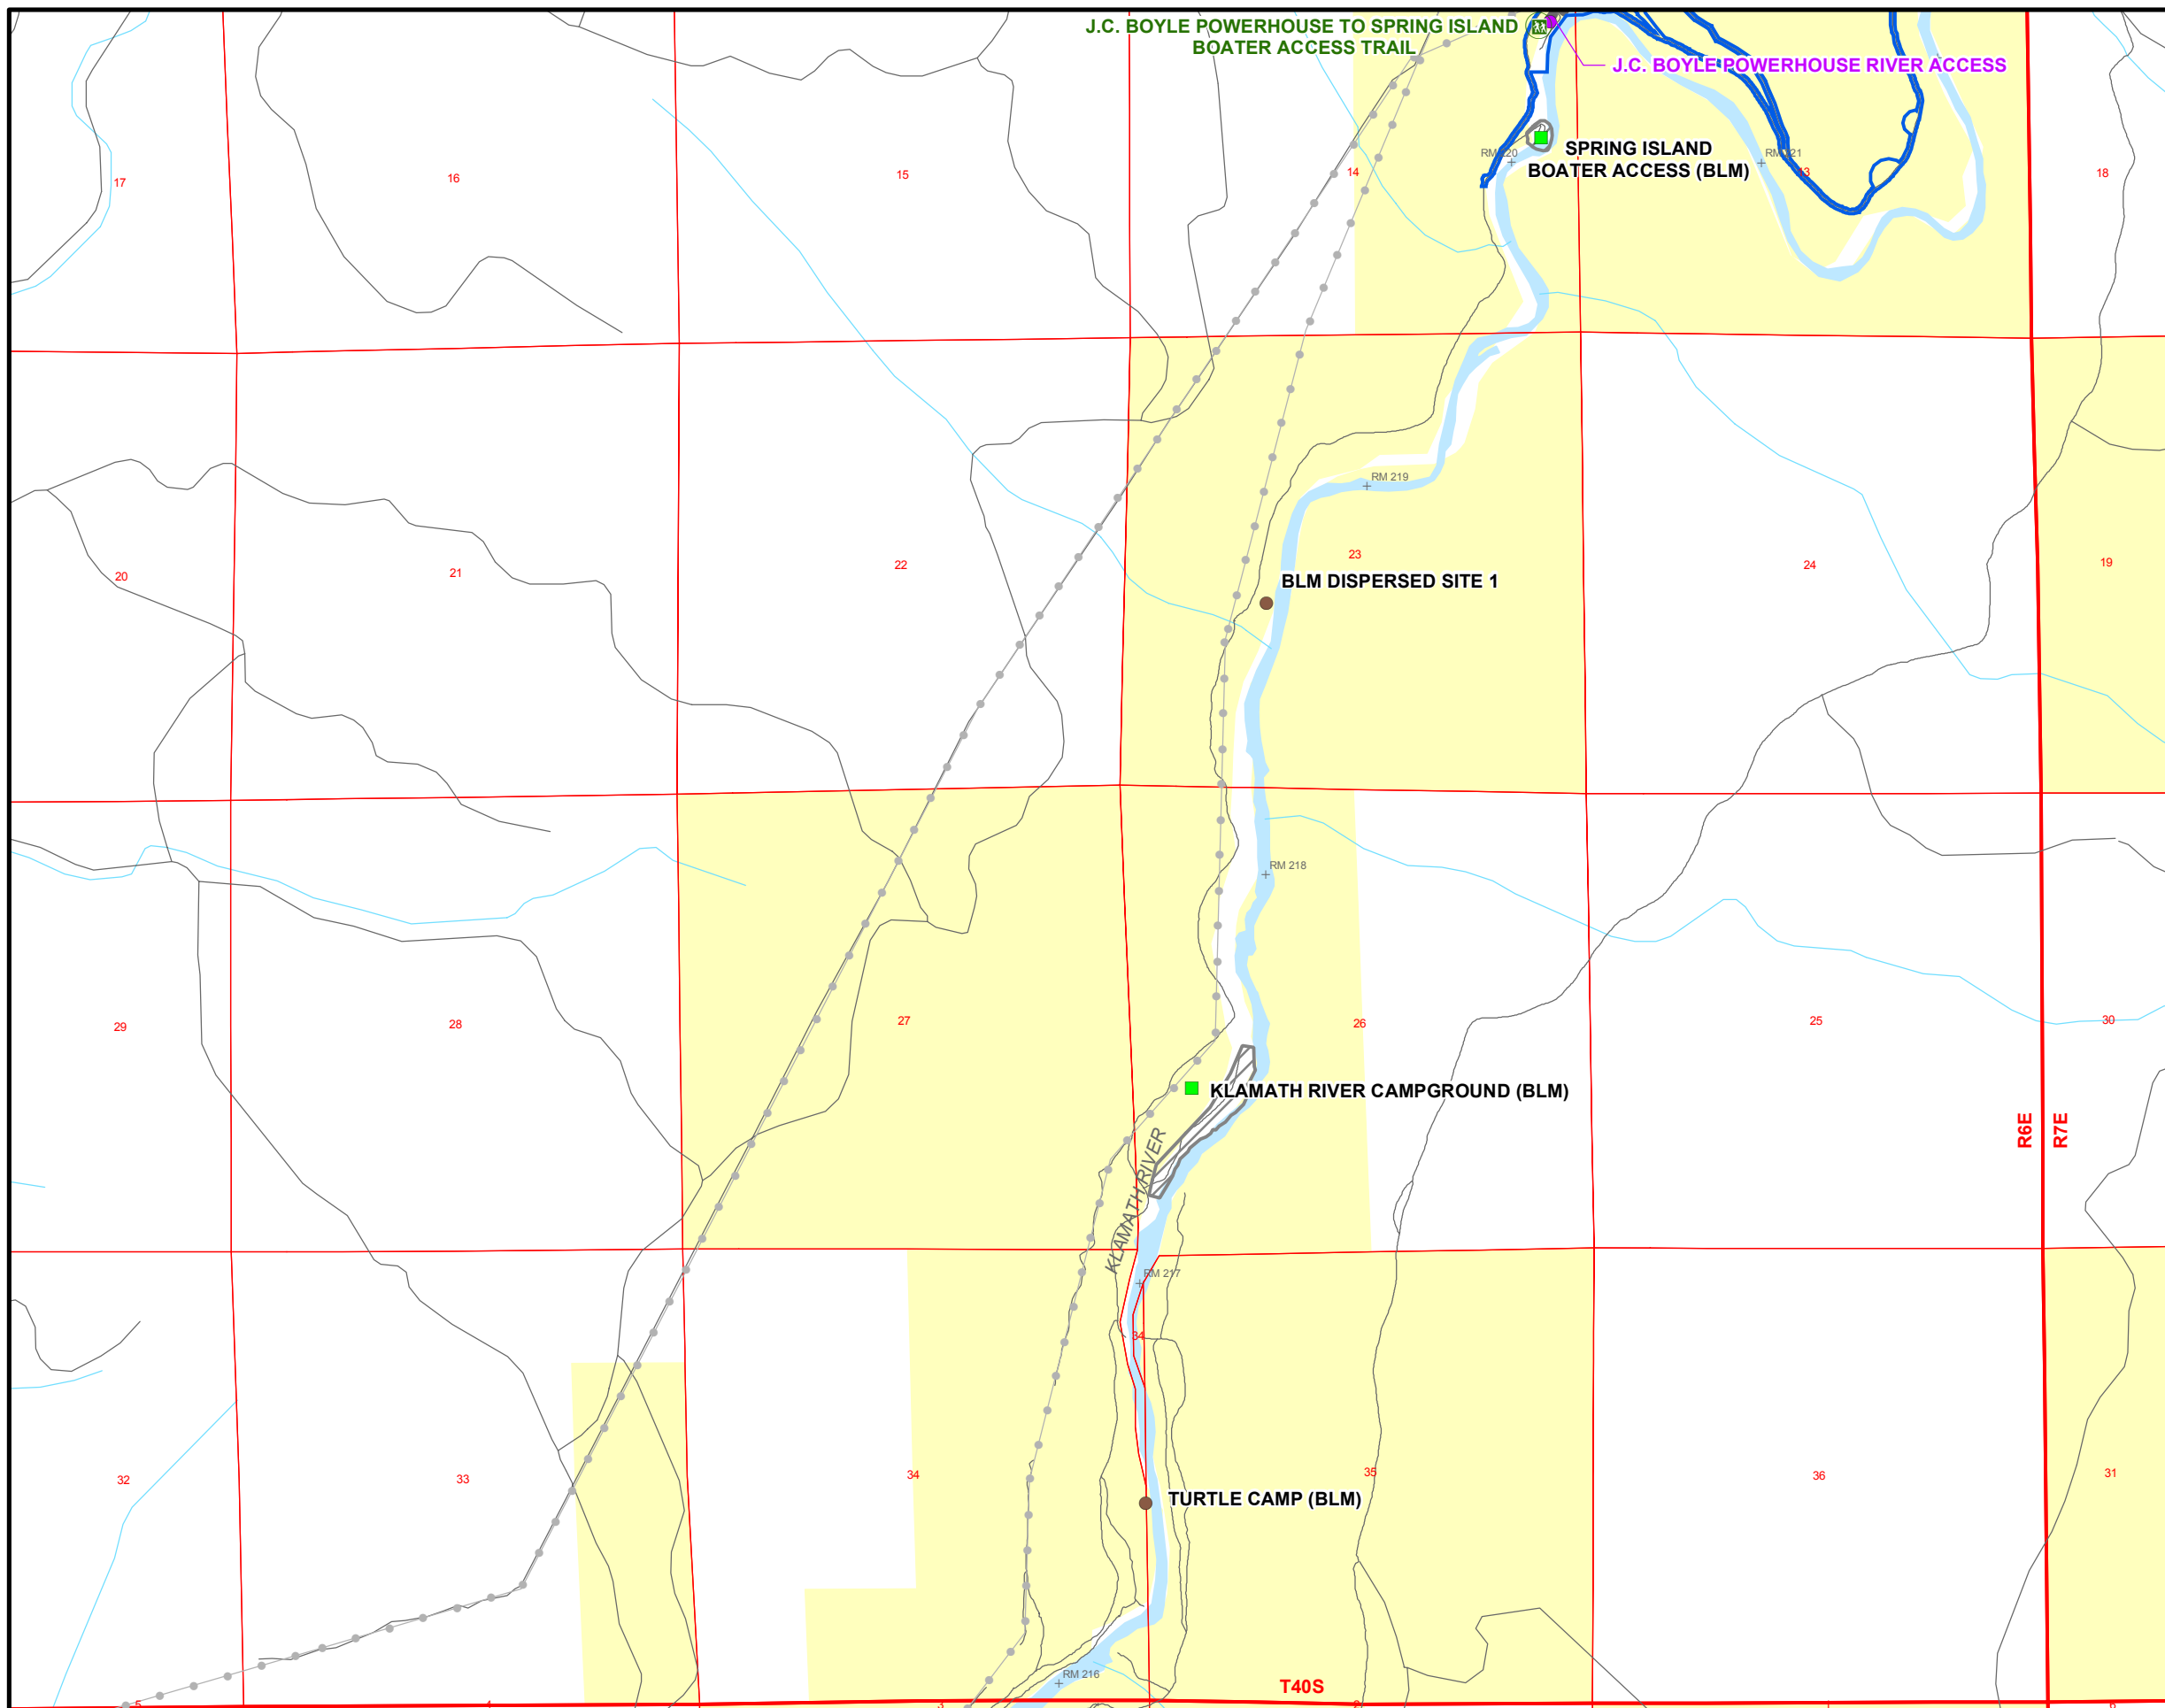 J.C. BOYLE POWERHOUSE TO SPRING ISLAND
BOATER ACCESS TRAIL
J.C. BOYLE POWERHOUSE RIVER ACCESS
SPRING ISLAND
BOATER ACCESS (BLM)
RM 220
RM 221
17
16
15
14
13
18
RM 219
20
21
22
23
24
19
BLM DISPERSED SITE 1
RM 218
29
28
27
26
25
30
KLAMATH RIVER CAMPGROUND (BLM)
KLAMATH RIVER
R6E
R7E
RM 217
34
32
33
34
35
36
31
TURTLE CAMP (BLM)
RM 216
T40S